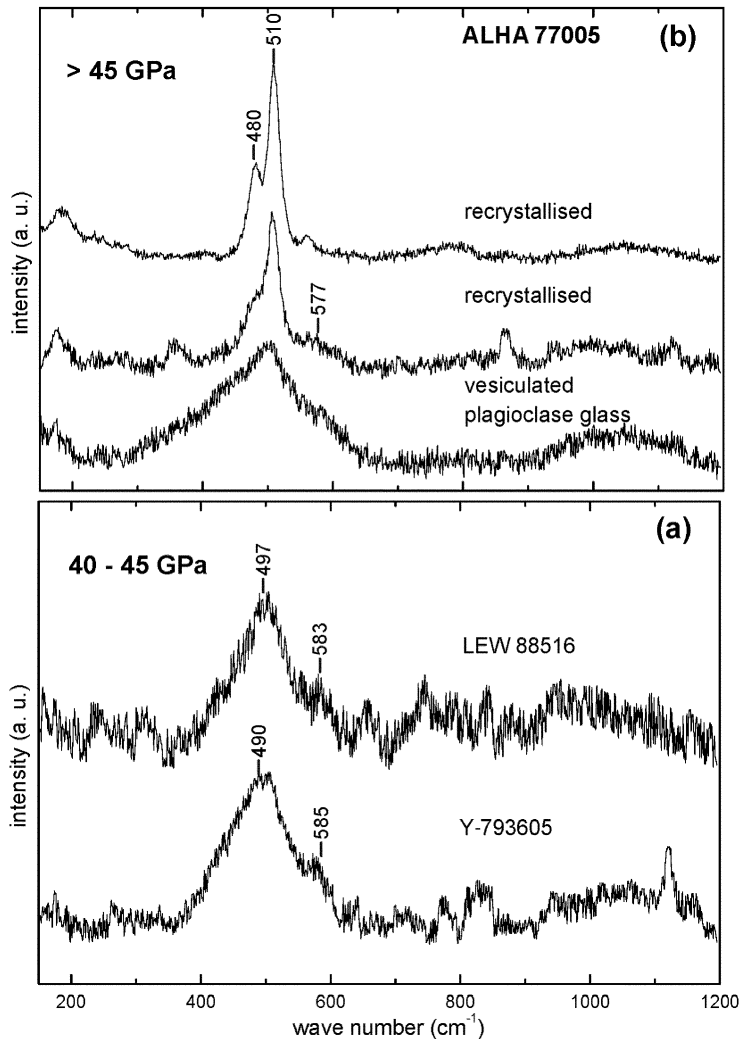 ALHA 77005
(b)
> 45 GPa
510
480
recrystallised
recrystallised
577
vesiculated
plagioclase glass
intensity (a. u.)
(a)
40 - 45 GPa
497
583
LEW 88516
490
585
Y-793605
intensity (a. u.)
200 400 600 800 1000 1200
wave number (cm-1)